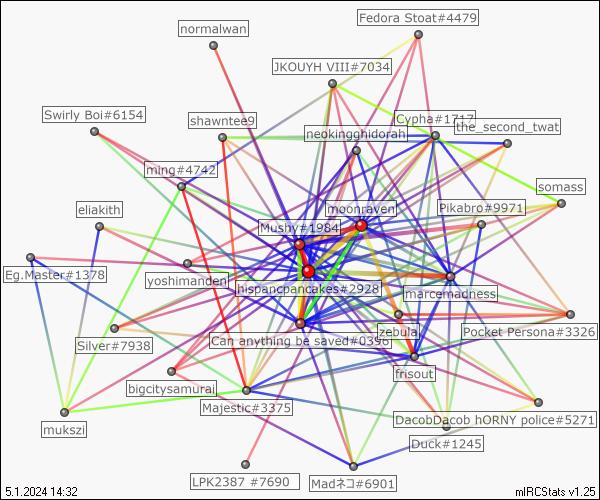 Fedora Stoat#4479
normalwan
JKOUYH VIII#7034
Swirly Boi#6154
shawntee9
Cypha#1717
the_second_twat
neokingghidorah
ming#4742
somass
eliakith
moonraven
Pikabro#9971
Mushy#1984
Eg.Master#1378
yoshimanden
hispancpancakes#2928
marcemadness
Silver#7938
Can anything be saved#0396
zebula
Pocket Persona#3326
frisout
bigcitysamurai
Majestic#3375
mukszi
DacobDacob hORNY police#5271
Duck#1245
LPK2387 #7690
Madネコ#6901
5.1.2024 14:32
mIRCStats v1.25